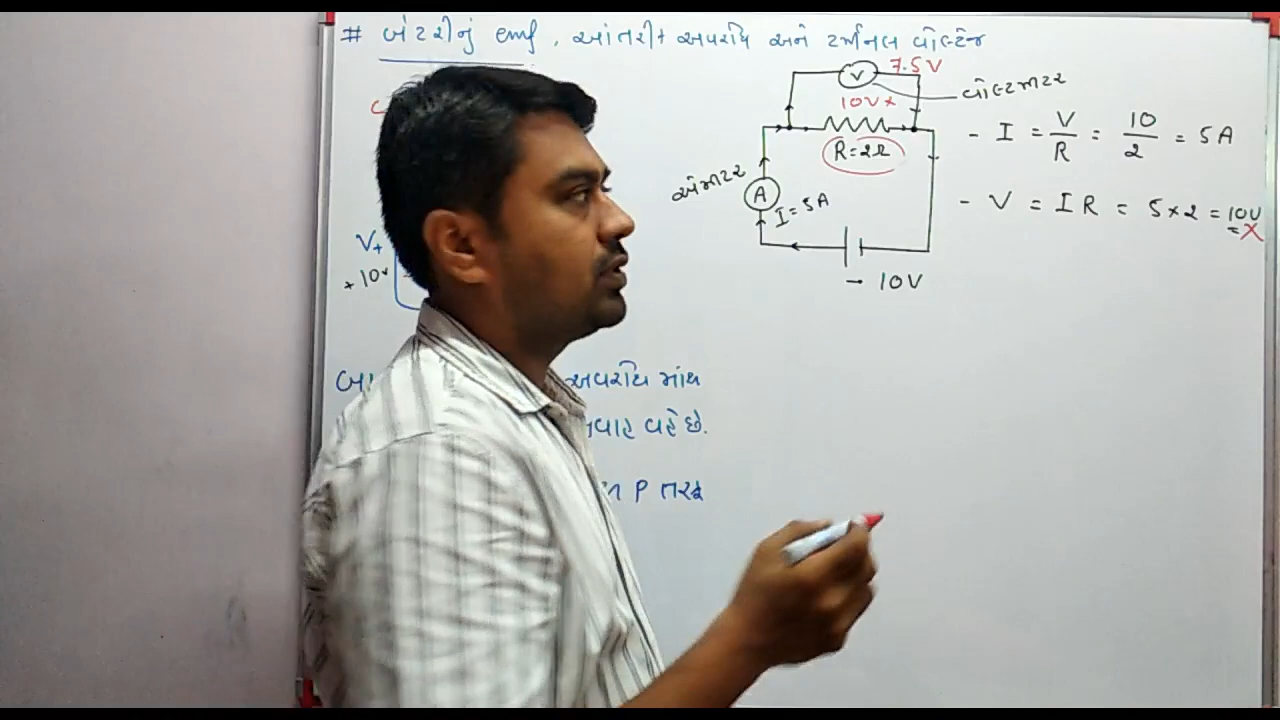 # બેટરીનું emf, આંતરીક અવરોધ અને ટર્મિનલ વોલ્ટેજ
7.5V
V
વોલ્ટમીટર
10V x
R=2Ω
એમીટર
A
I=5A
- 10V
- I = V/R = 10/2 = 5A
- V = IR = 5×2 = 10V
= X
V+
+10v
અવરોધ માંથ
વાહ વહે છે.
P તરફ